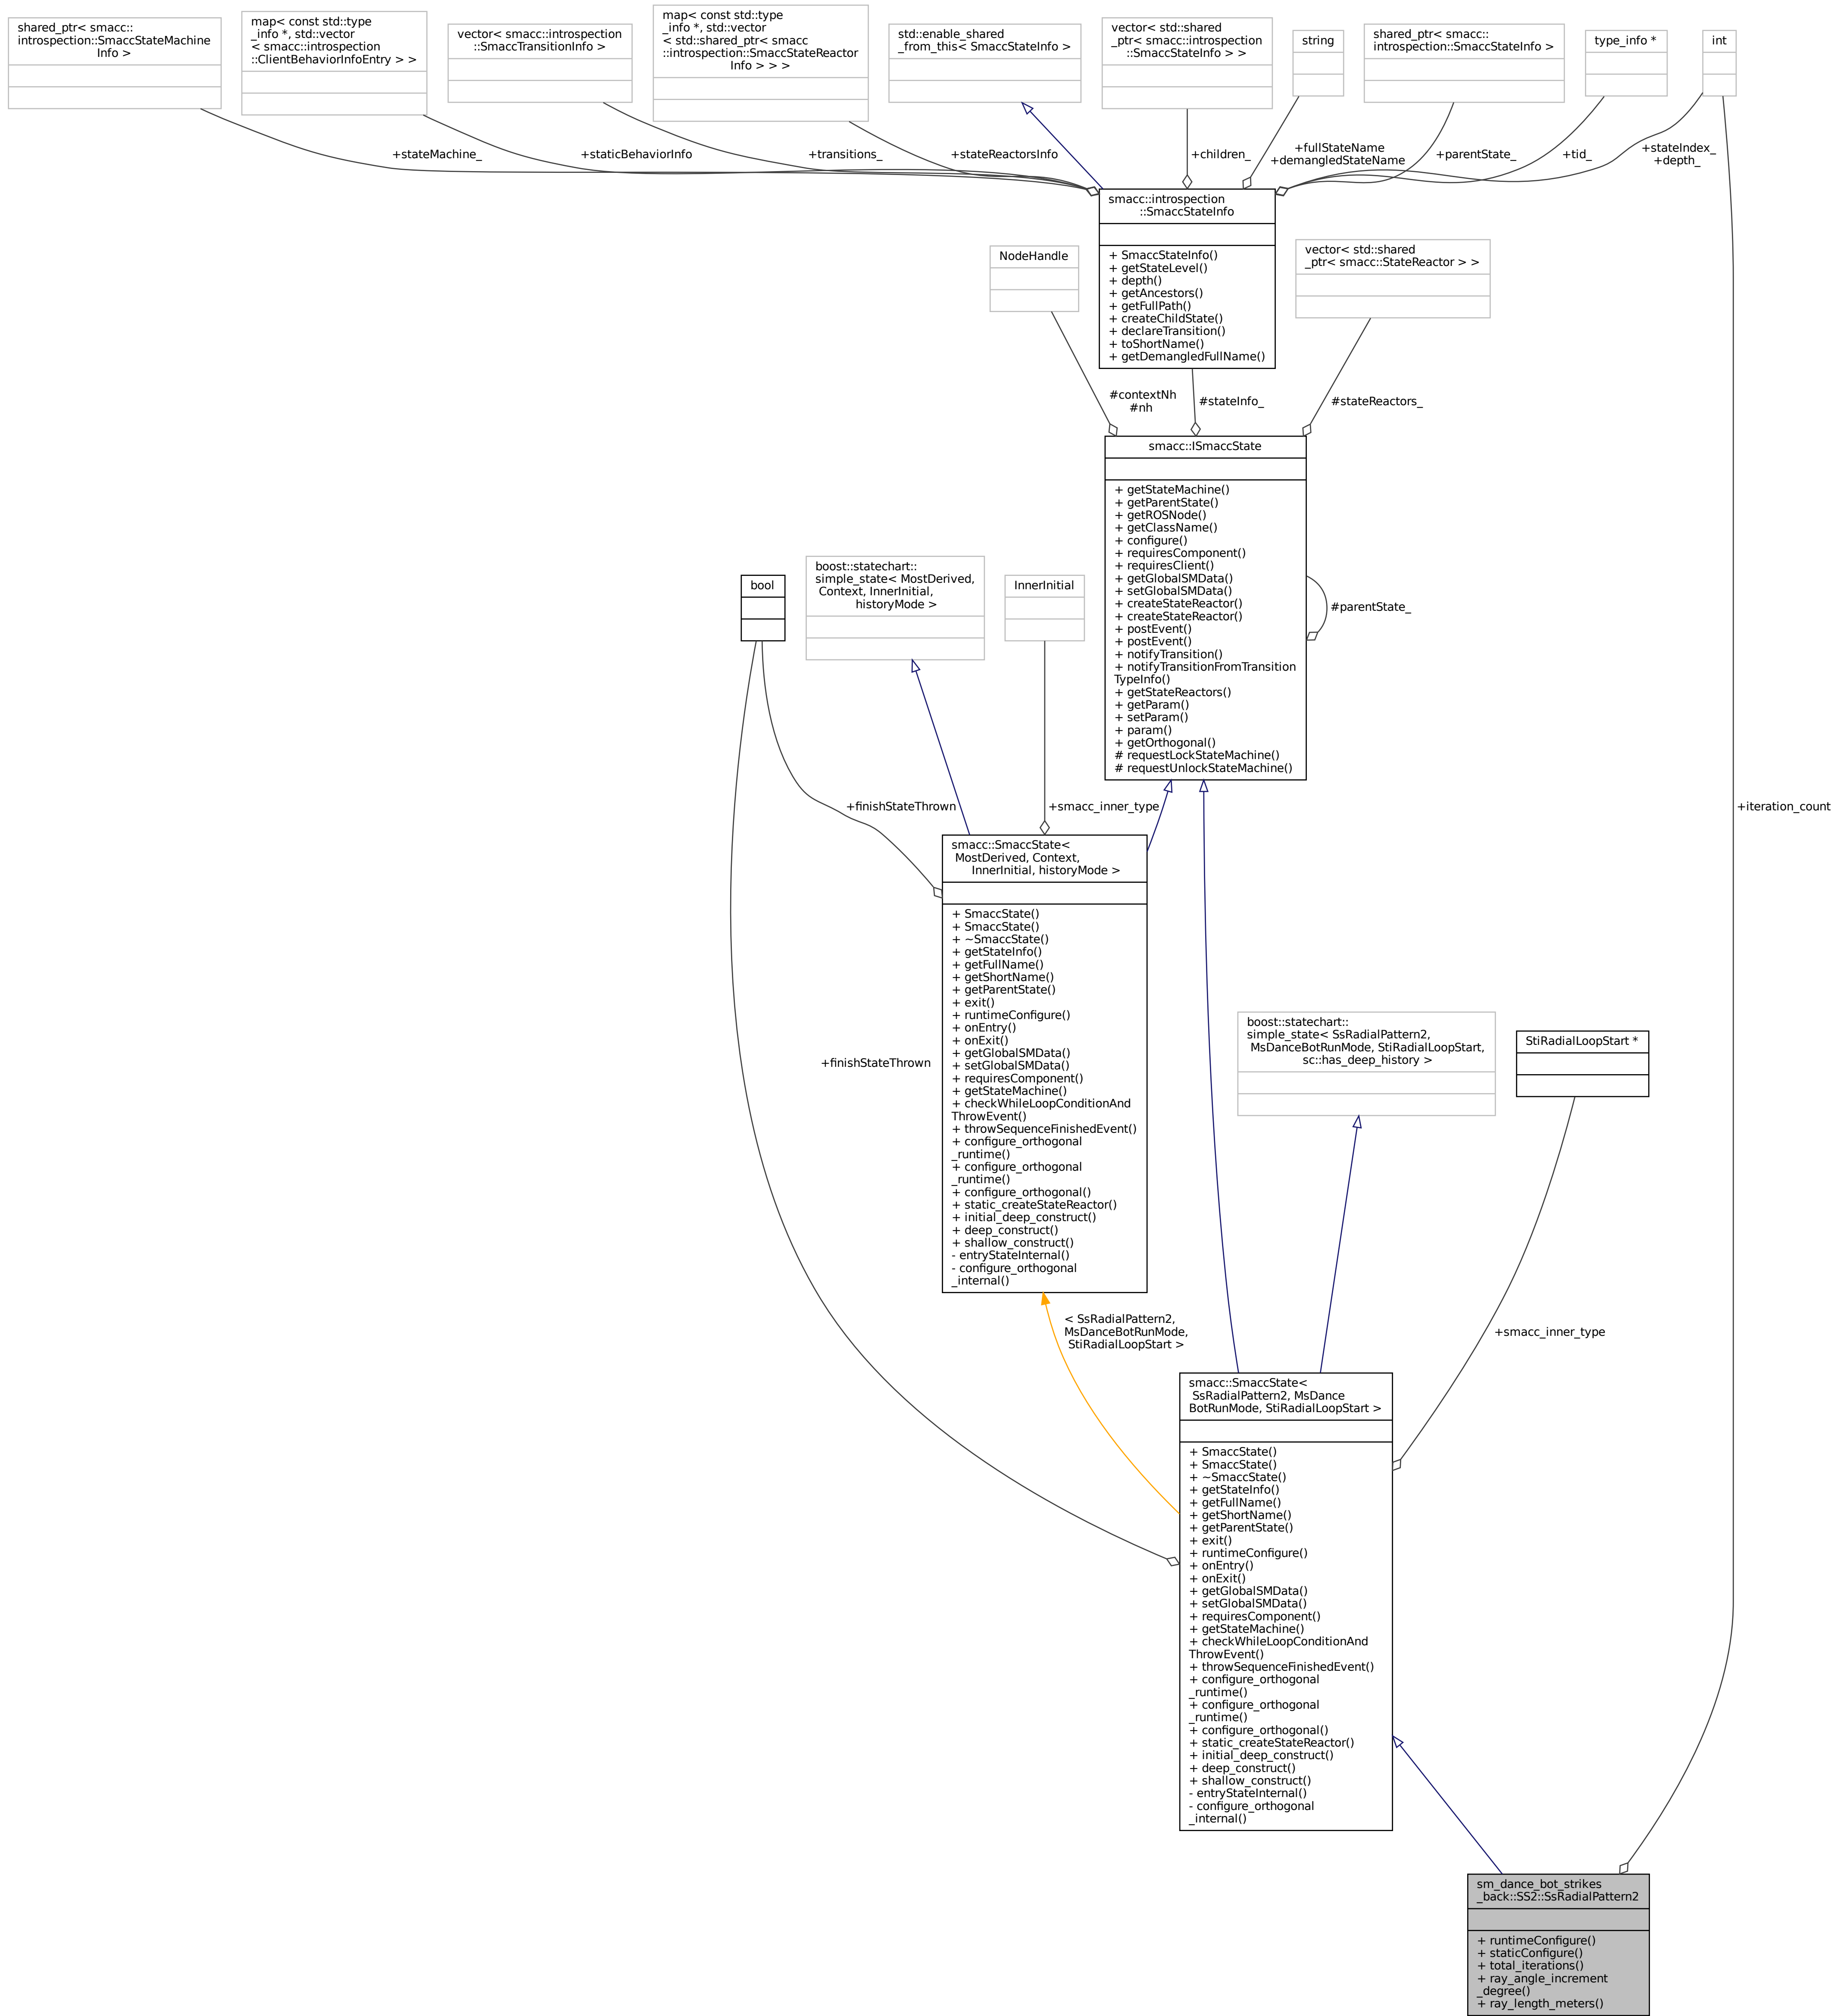 shared_ptr< smacc::
introspection::SmaccStateMachine
Info >
map< const std::type
_info *, std::vector
< smacc::introspection
::ClientBehaviorInfoEntry > >
vector< smacc::introspection
::SmaccTransitionInfo >
map< const std::type
_info *, std::vector
< std::shared_ptr< smacc
::introspection::SmaccStateReactor
Info > > >
std::enable_shared
_from_this< SmaccStateInfo >
vector< std::shared
_ptr< smacc::introspection
::SmaccStateInfo > >
string
shared_ptr< smacc::
introspection::SmaccStateInfo >
type_info *
int
+stateMachine_
+staticBehaviorInfo
+transitions_
+stateReactorsInfo
+children_
+fullStateName
+demangledStateName
+parentState_
+tid_
+stateIndex_
+depth_
smacc::introspection
::SmaccStateInfo
+ SmaccStateInfo()
+ getStateLevel()
+ depth()
+ getAncestors()
+ getFullPath()
+ createChildState()
+ declareTransition()
+ toShortName()
+ getDemangledFullName()
NodeHandle
vector< std::shared
_ptr< smacc::StateReactor > >
#contextNh
#nh
#stateInfo_
#stateReactors_
smacc::ISmaccState
+ getStateMachine()
+ getParentState()
+ getROSNode()
+ getClassName()
+ configure()
+ requiresComponent()
+ requiresClient()
+ getGlobalSMData()
+ setGlobalSMData()
+ createStateReactor()
+ createStateReactor()
+ postEvent()
+ postEvent()
+ notifyTransition()
+ notifyTransitionFromTransition
TypeInfo()
+ getStateReactors()
+ getParam()
+ setParam()
+ param()
+ getOrthogonal()
# requestLockStateMachine()
# requestUnlockStateMachine()
#parentState_
bool
boost::statechart::
simple_state< MostDerived,
Context, InnerInitial,
historyMode >
InnerInitial
+finishStateThrown
+smacc_inner_type
+iteration_count
smacc::SmaccState<
MostDerived, Context,
InnerInitial, historyMode >
+ SmaccState()
+ SmaccState()
+ ~SmaccState()
+ getStateInfo()
+ getFullName()
+ getShortName()
+ getParentState()
+ exit()
+ runtimeConfigure()
+ onEntry()
+ onExit()
+ getGlobalSMData()
+ setGlobalSMData()
+ requiresComponent()
+ getStateMachine()
+ checkWhileLoopConditionAnd
ThrowEvent()
+ throwSequenceFinishedEvent()
+ configure_orthogonal
_runtime()
+ configure_orthogonal
_runtime()
+ configure_orthogonal()
+ static_createStateReactor()
+ initial_deep_construct()
+ deep_construct()
+ shallow_construct()
- entryStateInternal()
- configure_orthogonal
_internal()
+finishStateThrown
boost::statechart::
simple_state< SsRadialPattern2,
MsDanceBotRunMode, StiRadialLoopStart,
sc::has_deep_history >
StiRadialLoopStart *
< SsRadialPattern2,
MsDanceBotRunMode,
StiRadialLoopStart >
+smacc_inner_type
smacc::SmaccState<
SsRadialPattern2, MsDance
BotRunMode, StiRadialLoopStart >
+ SmaccState()
+ SmaccState()
+ ~SmaccState()
+ getStateInfo()
+ getFullName()
+ getShortName()
+ getParentState()
+ exit()
+ runtimeConfigure()
+ onEntry()
+ onExit()
+ getGlobalSMData()
+ setGlobalSMData()
+ requiresComponent()
+ getStateMachine()
+ checkWhileLoopConditionAnd
ThrowEvent()
+ throwSequenceFinishedEvent()
+ configure_orthogonal
_runtime()
+ configure_orthogonal
_runtime()
+ configure_orthogonal()
+ static_createStateReactor()
+ initial_deep_construct()
+ deep_construct()
+ shallow_construct()
- entryStateInternal()
- configure_orthogonal
_internal()
sm_dance_bot_strikes
_back::SS2::SsRadialPattern2
+ runtimeConfigure()
+ staticConfigure()
+ total_iterations()
+ ray_angle_increment
_degree()
+ ray_length_meters()